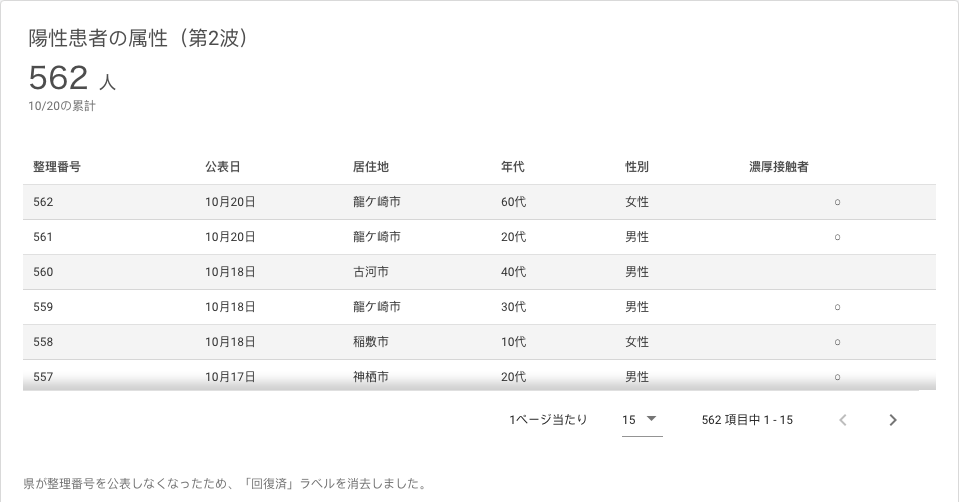 陽性患者の属性（第2波）
562 人
10/20の累計
整理番号 公表日 居住地 年代 性別 濃厚接触者
562 10月20日 龍ケ崎市 60代 女性 ○
561 10月20日 龍ケ崎市 20代 男性 ○
560 10月18日 古河市 40代 男性
559 10月18日 龍ケ崎市 30代 男性 ○
558 10月18日 稲敷市 10代 女性 ○
557 10月17日 神栖市 20代 男性 ○
1ページ当たり 15 562 項目中 1 - 15
県が整理番号を公表しなくなったため、「回復済」ラベルを消去しました。